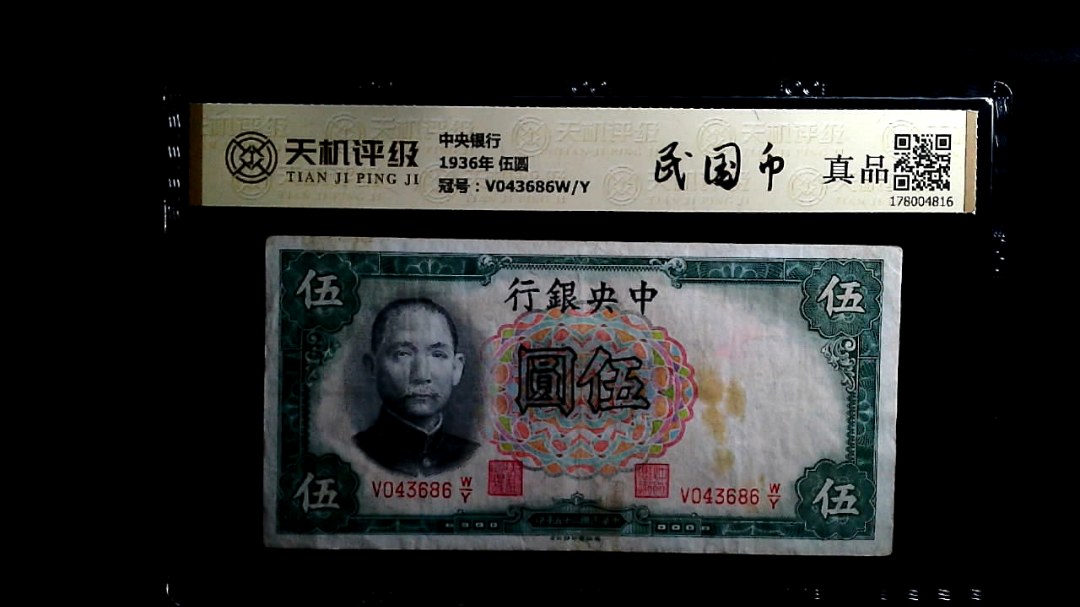 天机评级
TIAN JI PING JI
中央银行
1936年 伍圆
冠号：V043686W/Y
民国币
真品
178004816
伍
行銀央中
伍
圓伍
伍
V043686 W/Y
V043686 W/Y
伍